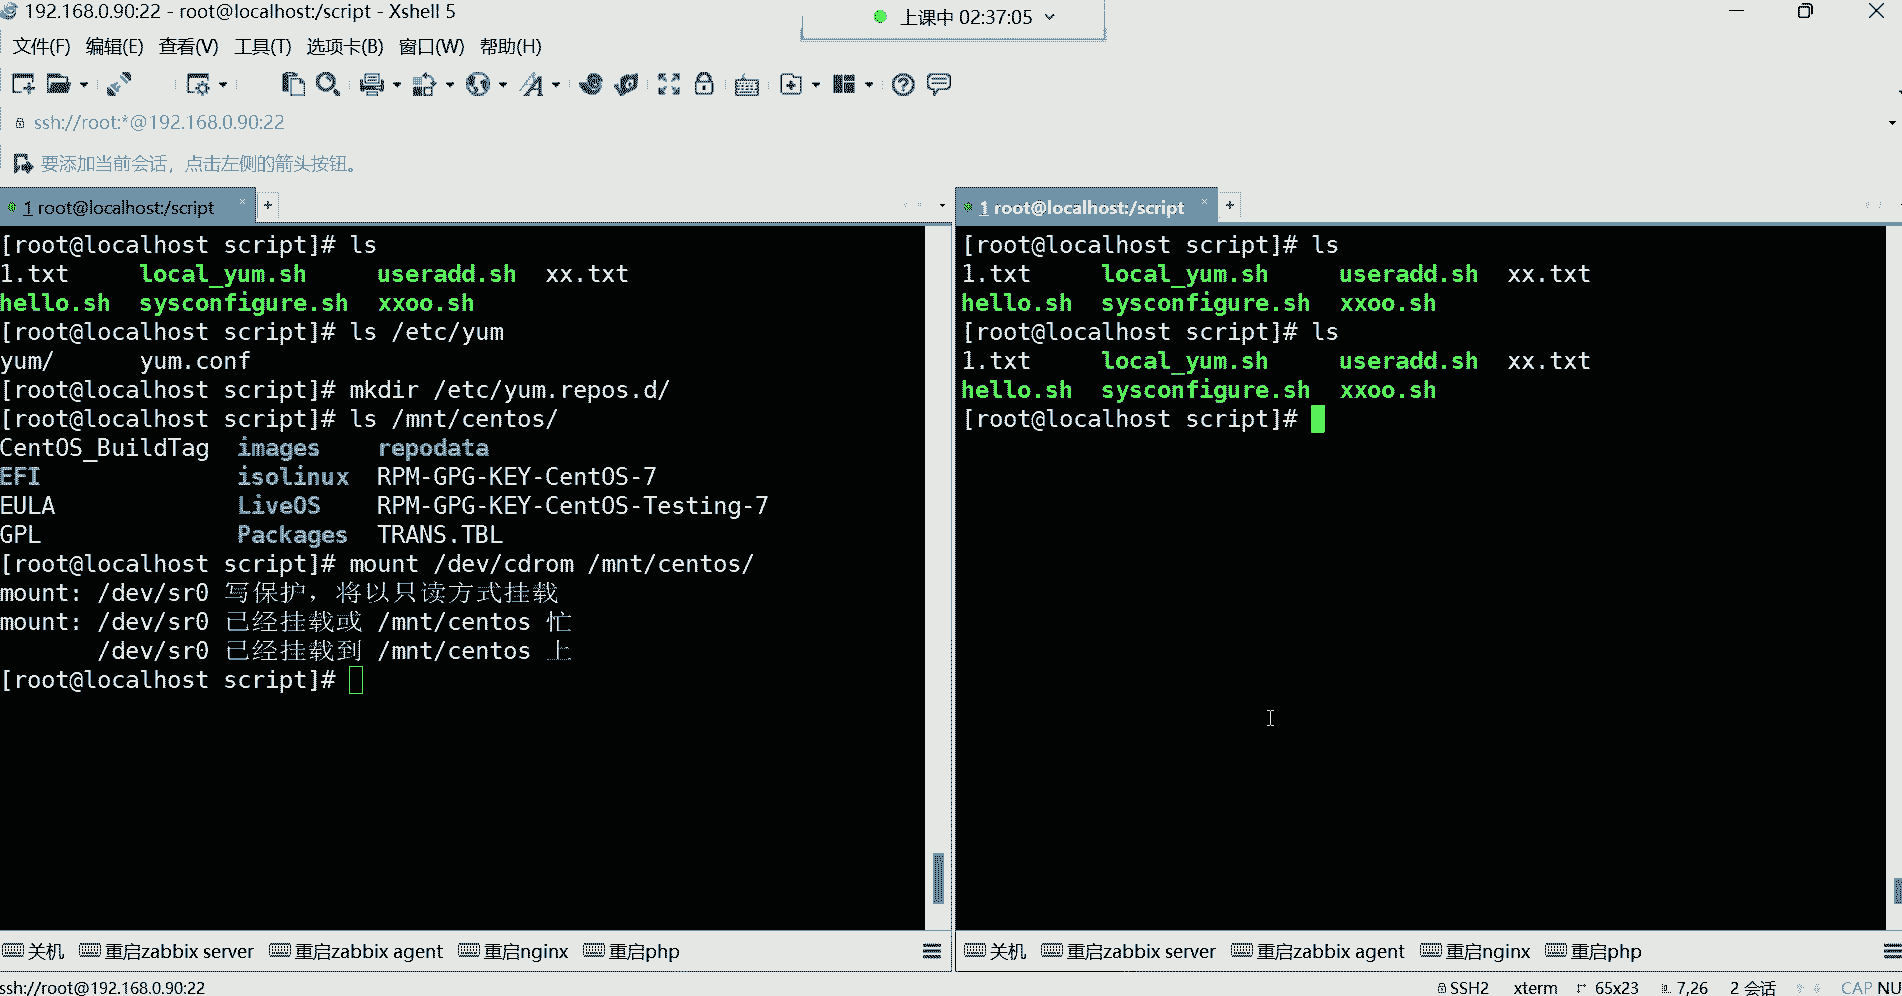 192.168.0.90:22 - root@localhost:/script - Xshell 5
上课中 02:37:05
文件(F) 编辑(E) 查看(V) 工具(T) 选项卡(B) 窗口(W) 帮助(H)
ssh://root:*@192.168.0.90:22
要添加当前会话，点击左侧的箭头按钮。
1 root@localhost:/script × +
[root@localhost script]# ls
1.txt     local_yum.sh     useradd.sh  xx.txt
hello.sh  sysconfigure.sh  xxoo.sh
[root@localhost script]# ls /etc/yum
yum/      yum.conf
[root@localhost script]# mkdir /etc/yum.repos.d/
[root@localhost script]# ls /mnt/centos/
CentOS_BuildTag  images    repodata
EFI              isolinux  RPM-GPG-KEY-CentOS-7
EULA             LiveOS    RPM-GPG-KEY-CentOS-Testing-7
GPL              Packages  TRANS.TBL
[root@localhost script]# mount /dev/cdrom /mnt/centos/
mount: /dev/sr0 写保护，将以只读方式挂载
mount: /dev/sr0 已经挂载或 /mnt/centos 忙
       /dev/sr0 已经挂载到 /mnt/centos 上
[root@localhost script]#
关机 重启zabbix server 重启zabbix agent 重启nginx 重启php
1 root@localhost:/script × +
[root@localhost script]# ls
1.txt     local_yum.sh     useradd.sh  xx.txt
hello.sh  sysconfigure.sh  xxoo.sh
[root@localhost script]# ls
1.txt     local_yum.sh     useradd.sh  xx.txt
hello.sh  sysconfigure.sh  xxoo.sh
[root@localhost script]#
关机 重启zabbix server 重启zabbix agent 重启nginx 重启php
ssh://root@192.168.0.90:22 SSH2 xterm 65x23 7,26 2 会话 CAP NU